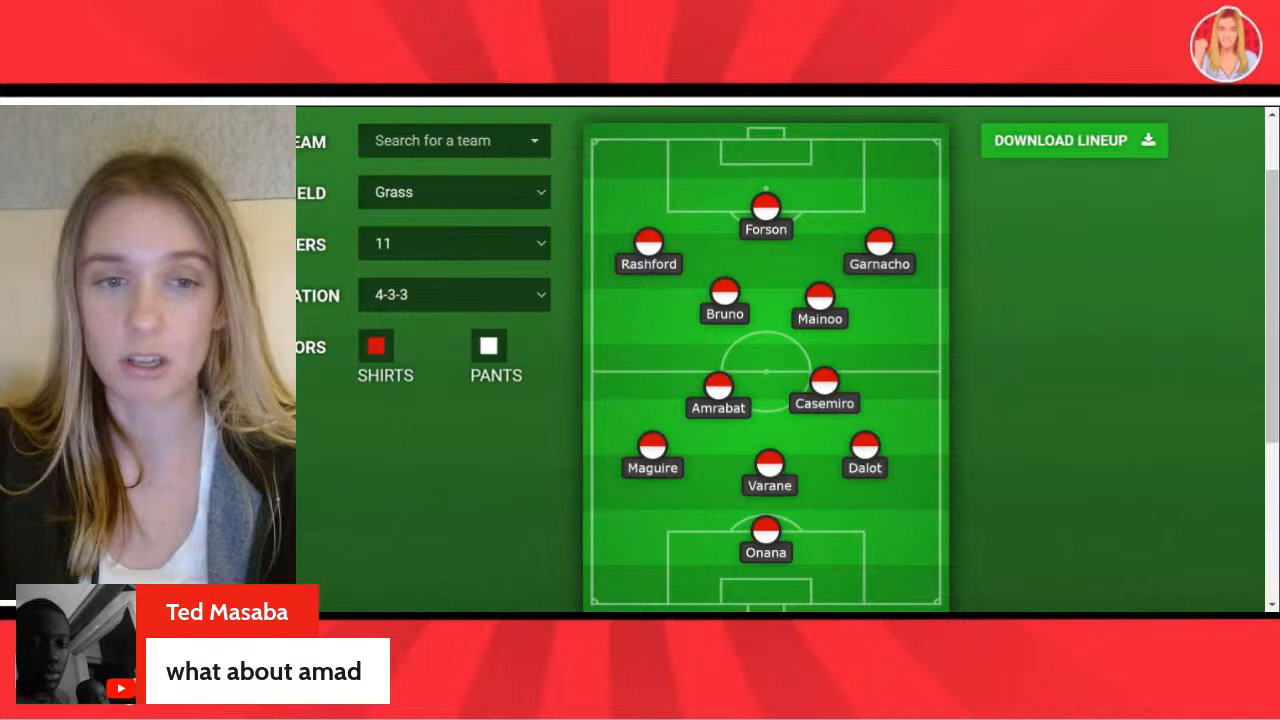 EAM
Search for a team
DOWNLOAD LINEUP
ELD
Grass
ERS
11
ATION
4-3-3
ORS
SHIRTS
PANTS
Forson
Rashford
Garnacho
Bruno
Mainoo
Amrabat
Casemiro
Maguire
Varane
Dalot
Onana
Ted Masaba
what about amad